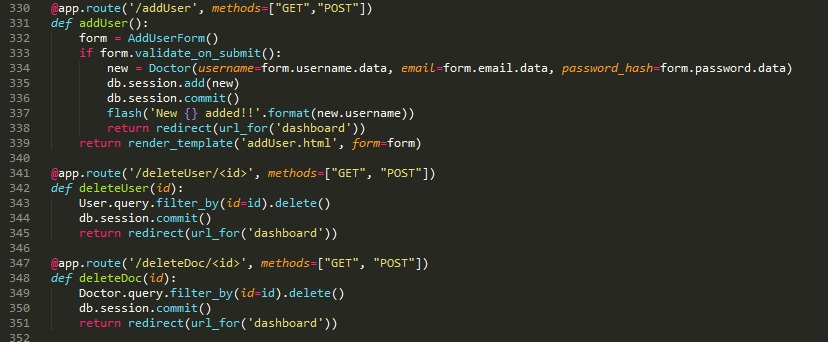 330 @app.route('/addUser', methods=["GET","POST"])
331 def addUser():
332     form = AddUserForm()
333     if form.validate_on_submit():
334         new = Doctor(username=form.username.data, email=form.email.data, password_hash=form.password.data)
335         db.session.add(new)
336         db.session.commit()
337         flash('New {} added!!'.format(new.username))
338         return redirect(url_for('dashboard'))
339     return render_template('addUser.html', form=form)
340
341 @app.route('/deleteUser/<id>', methods=["GET", "POST"])
342 def deleteUser(id):
343     User.query.filter_by(id=id).delete()
344     db.session.commit()
345     return redirect(url_for('dashboard'))
346
347 @app.route('/deleteDoc/<id>', methods=["GET", "POST"])
348 def deleteDoc(id):
349     Doctor.query.filter_by(id=id).delete()
350     db.session.commit()
351     return redirect(url_for('dashboard'))
352